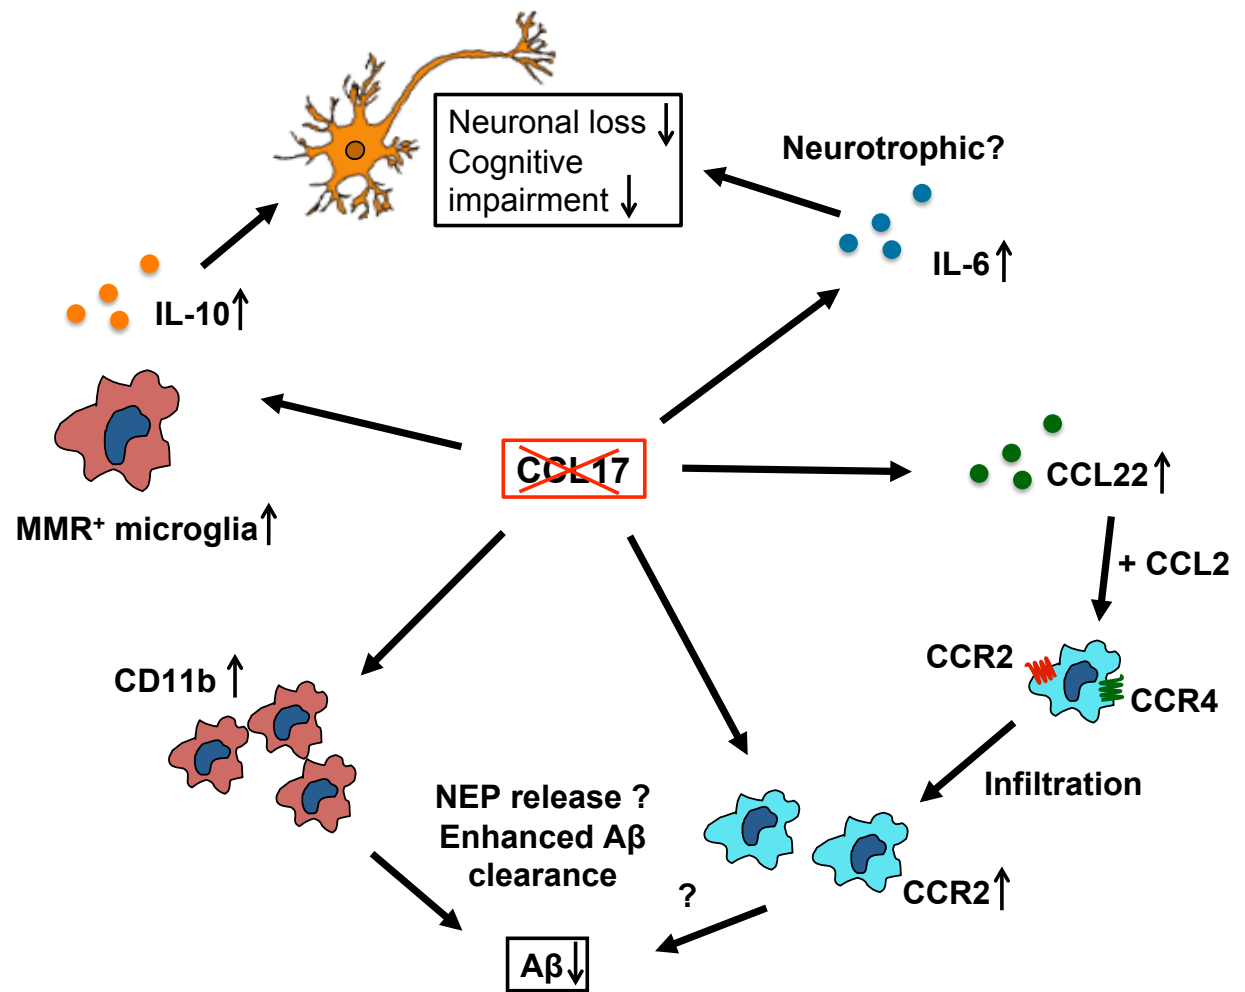 Neuronal loss ↓
Cognitive
impairment ↓
Neurotrophic?
IL-6↑
IL-10↑
CCL17
CCL22↑
MMR⁺ microglia↑
+ CCL2
CCR2
CD11b ↑
CCR4
Infiltration
NEP release ?
Enhanced Aβ
clearance
?
CCR2↑
Aβ↓